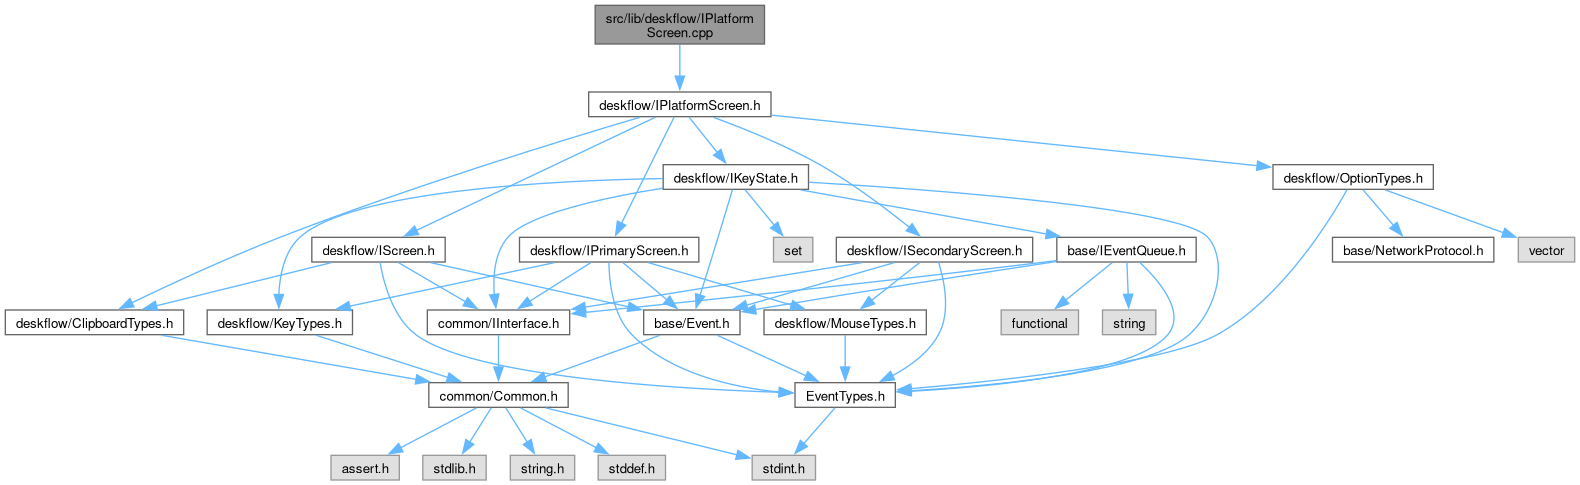 src/lib/deskflow/IPlatform
Screen.cpp
deskflow/IPlatformScreen.h
deskflow/IKeyState.h
deskflow/OptionTypes.h
deskflow/IScreen.h
deskflow/IPrimaryScreen.h
set
deskflow/ISecondaryScreen.h
base/IEventQueue.h
base/NetworkProtocol.h
vector
deskflow/ClipboardTypes.h
deskflow/KeyTypes.h
common/IInterface.h
base/Event.h
deskflow/MouseTypes.h
functional
string
common/Common.h
EventTypes.h
assert.h
stdlib.h
string.h
stddef.h
stdint.h